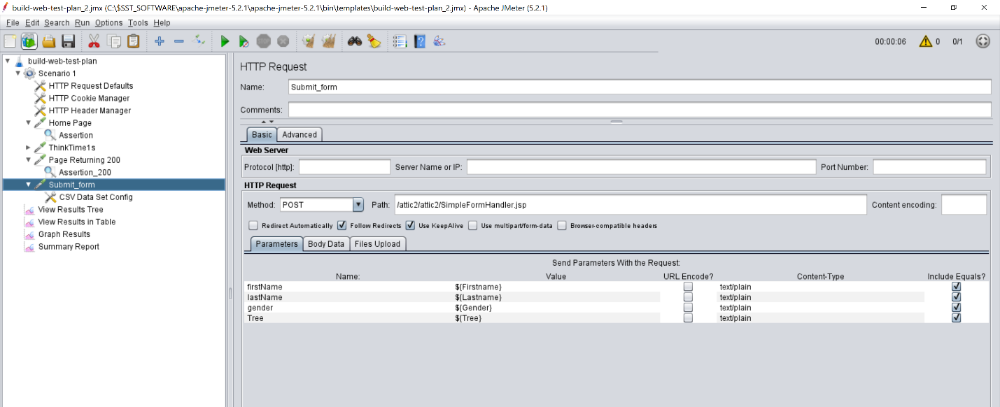 build-web-test-plan_2.jmx (C:\$SST_SOFTWARE\apache-jmeter-5.2.1\apache-jmeter-5.2.1\bin\templates\build-web-test-plan_2.jmx) - Apache JMeter (5.2.1)
File Edit Search Run Options Tools Help
00:00:06 0 0/1
build-web-test-plan
Scenario 1
HTTP Request Defaults
HTTP Cookie Manager
HTTP Header Manager
Home Page
Assertion
ThinkTime1s
Page Returning 200
Assertion_200
Submit_form
CSV Data Set Config
View Results Tree
View Results in Table
Graph Results
Summary Report
HTTP Request
Name: Submit_form
Comments:
Basic Advanced
Web Server
Protocol [http]: Server Name or IP: Port Number:
HTTP Request
Method: POST Path: /attic2/attic2/SimpleFormHandler.jsp Content encoding:
Redirect Automatically Follow Redirects Use KeepAlive Use multipart/form-data Browser-compatible headers
Parameters Body Data Files Upload
Send Parameters With the Request:
Name: Value URL Encode? Content-Type Include Equals?
firstName ${Firstname} text/plain
lastName ${Lastname} text/plain
gender ${Gender} text/plain
Tree ${Tree} text/plain